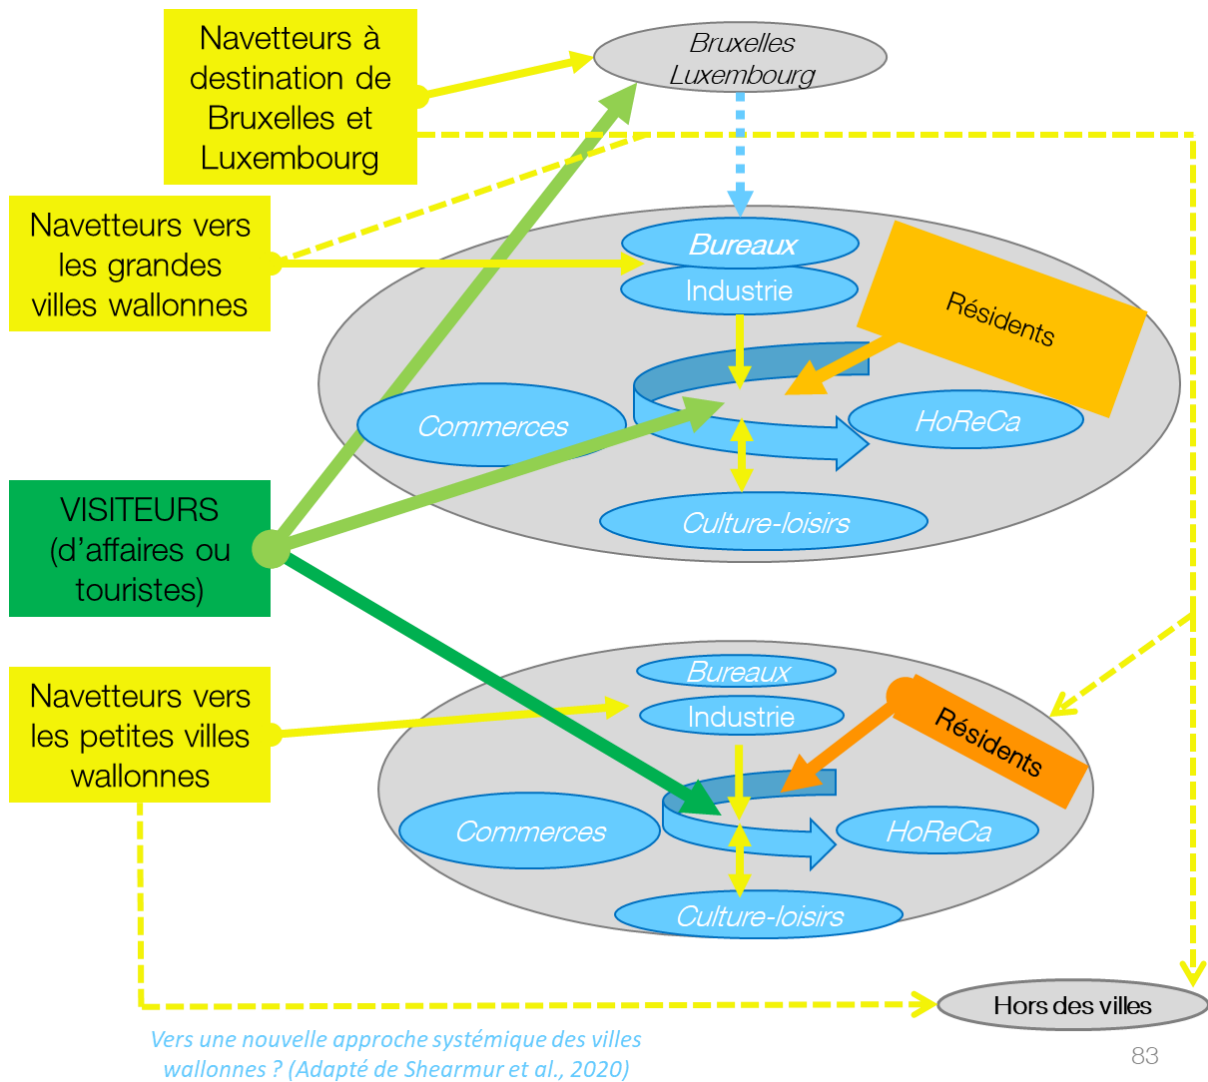 Navetteurs à
destination de
Bruxelles et
Luxembourg
Bruxelles
Luxembourg
Navetteurs vers
les grandes
villes wallonnes
Bureaux
Industrie
Résidents
Commerces
HoReCa
Culture-loisirs
VISITEURS
(d'affaires ou
touristes)
Navetteurs vers
les petites villes
wallonnes
Bureaux
Industrie
Résidents
Commerces
HoReCa
Culture-loisirs
Hors des villes
Vers une nouvelle approche systémique des villes
wallonnes ? (Adapté de Shearmur et al., 2020)
83